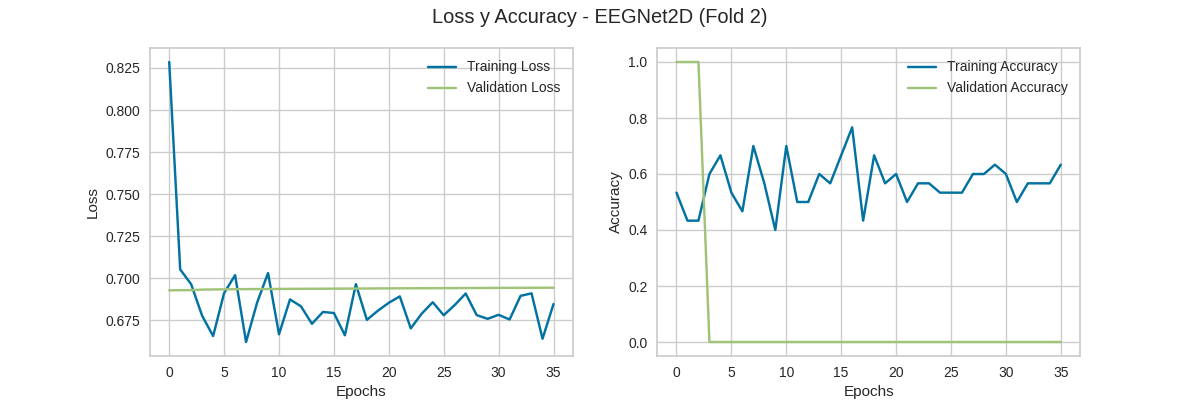 Loss y Accuracy - EEGNet2D (Fold 2)
Training Loss
Validation Loss
0.825
0.800
0.775
0.750
0.725
0.700
0.675
Loss
0 5 10 15 20 25 30 35
Epochs
Training Accuracy
Validation Accuracy
1.0
0.8
0.6
0.4
0.2
0.0
Accuracy
0 5 10 15 20 25 30 35
Epochs